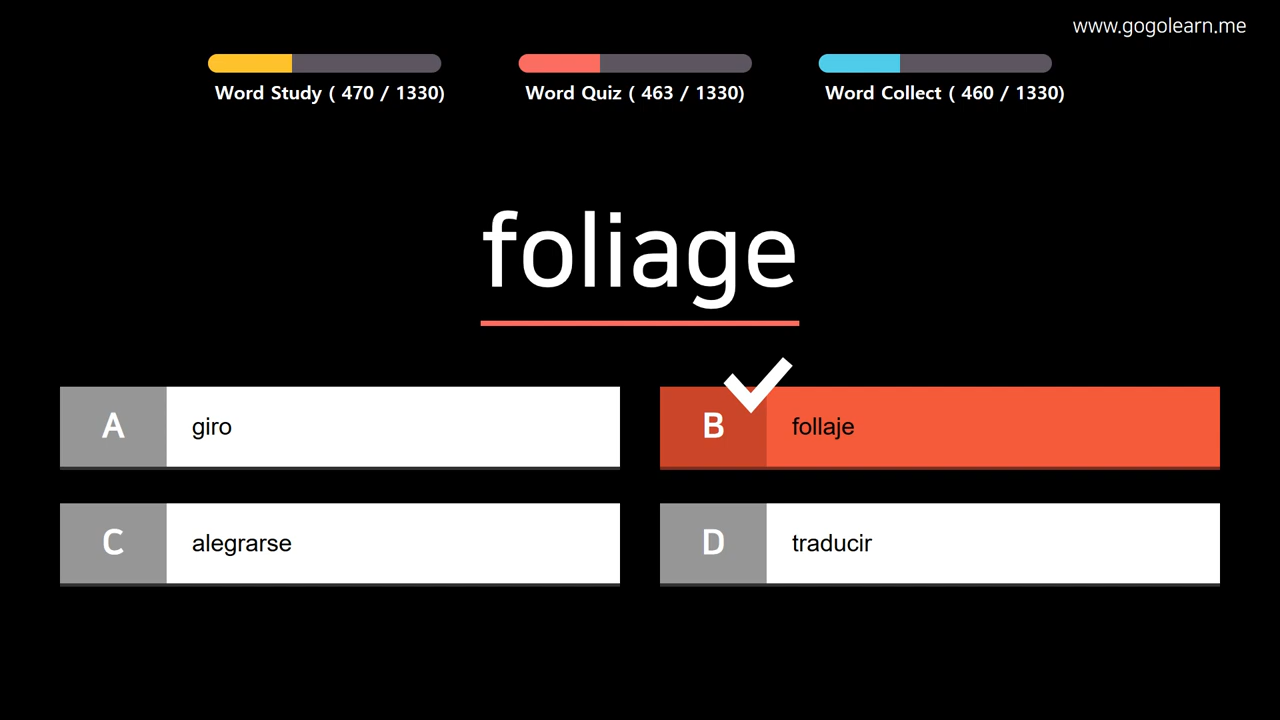 www.gogolearn.me
Word Study ( 470 / 1330)
Word Quiz ( 463 / 1330)
Word Collect ( 460 / 1330)
foliage
A giro
B follaje
C alegrarse
D traducir